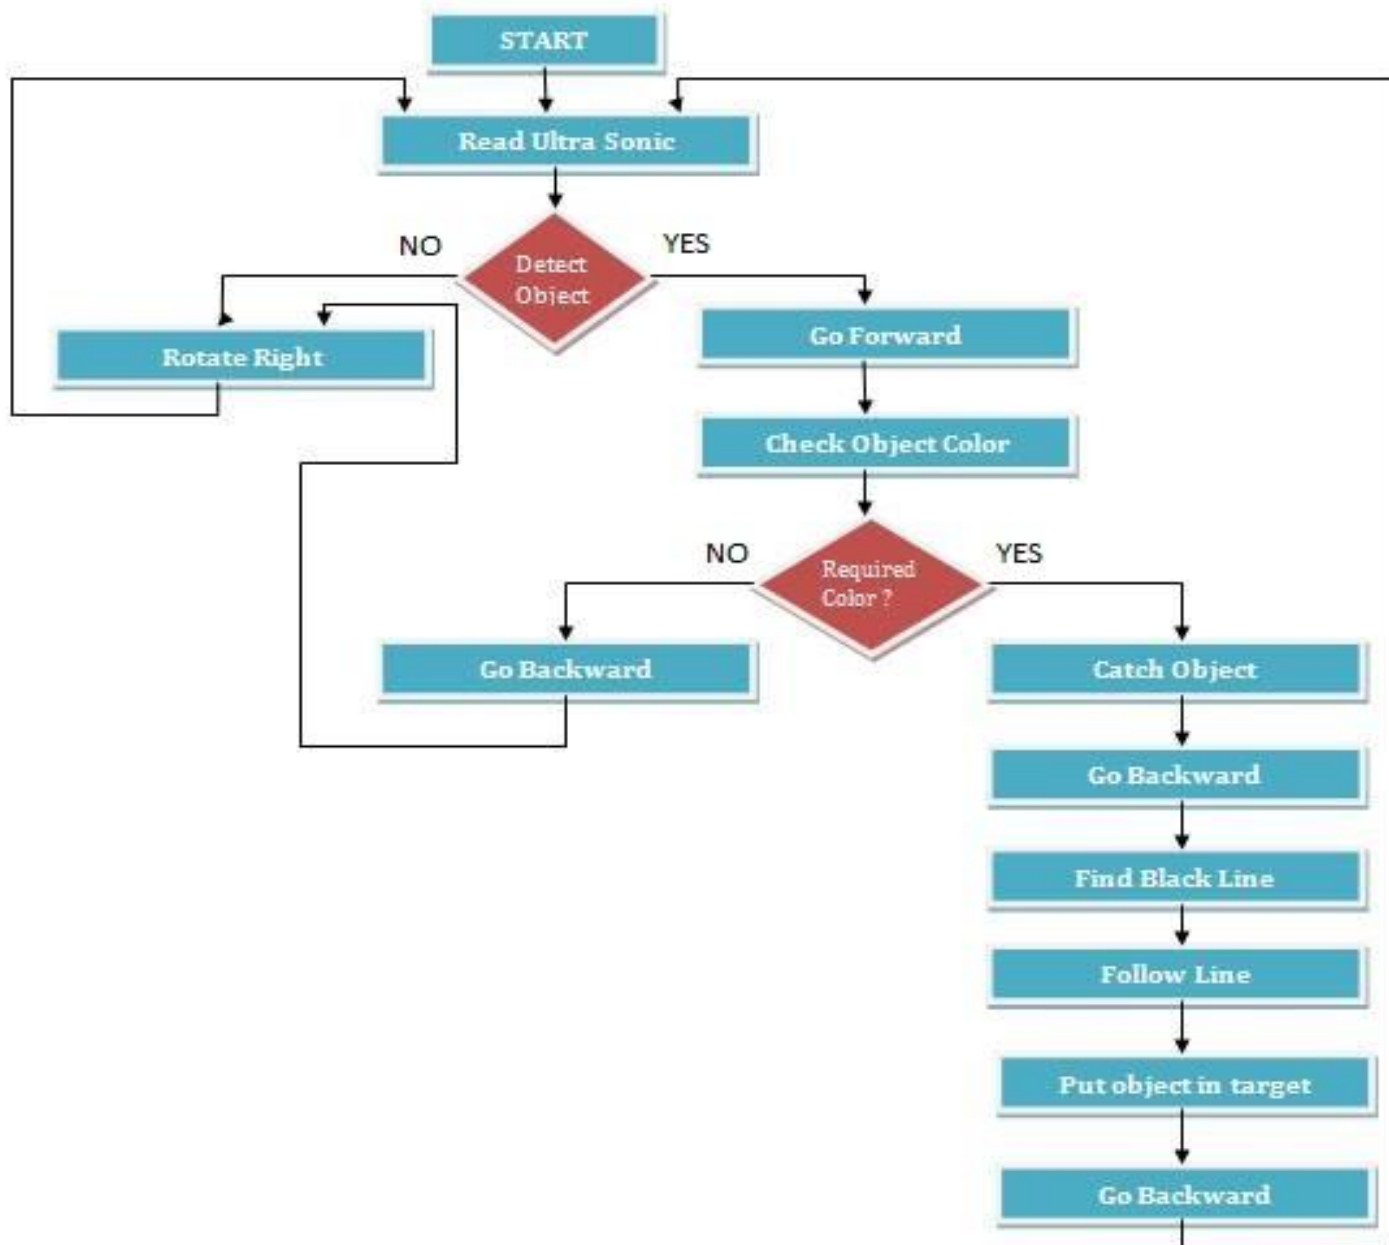 START
Read Ultra Sonic
NO
YES
Detect
Object
Rotate Right
Go Forward
Check Object Color
NO
YES
Required
Color ?
Go Backward
Catch Object
Go Backward
Find Black Line
Follow Line
Put object in target
Go Backward